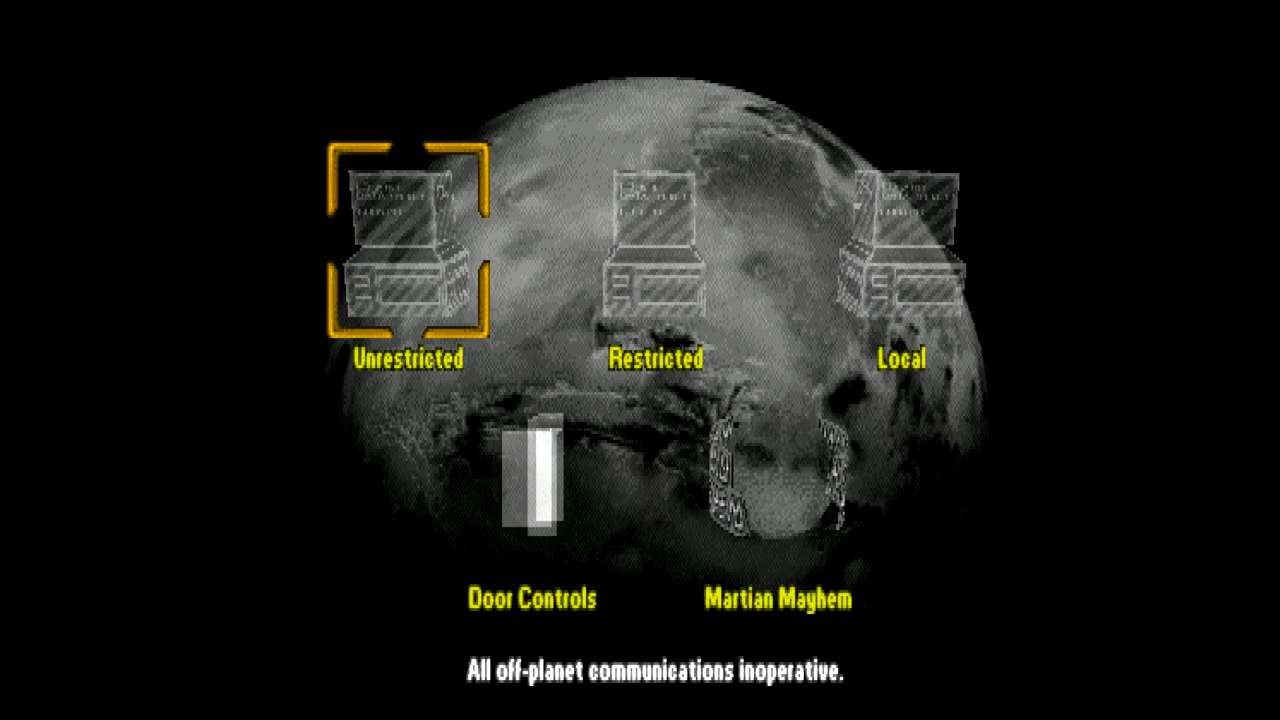 Unrestricted
Restricted
Local
Door Controls
Martian Mayhem
All off-planet communications inoperative.